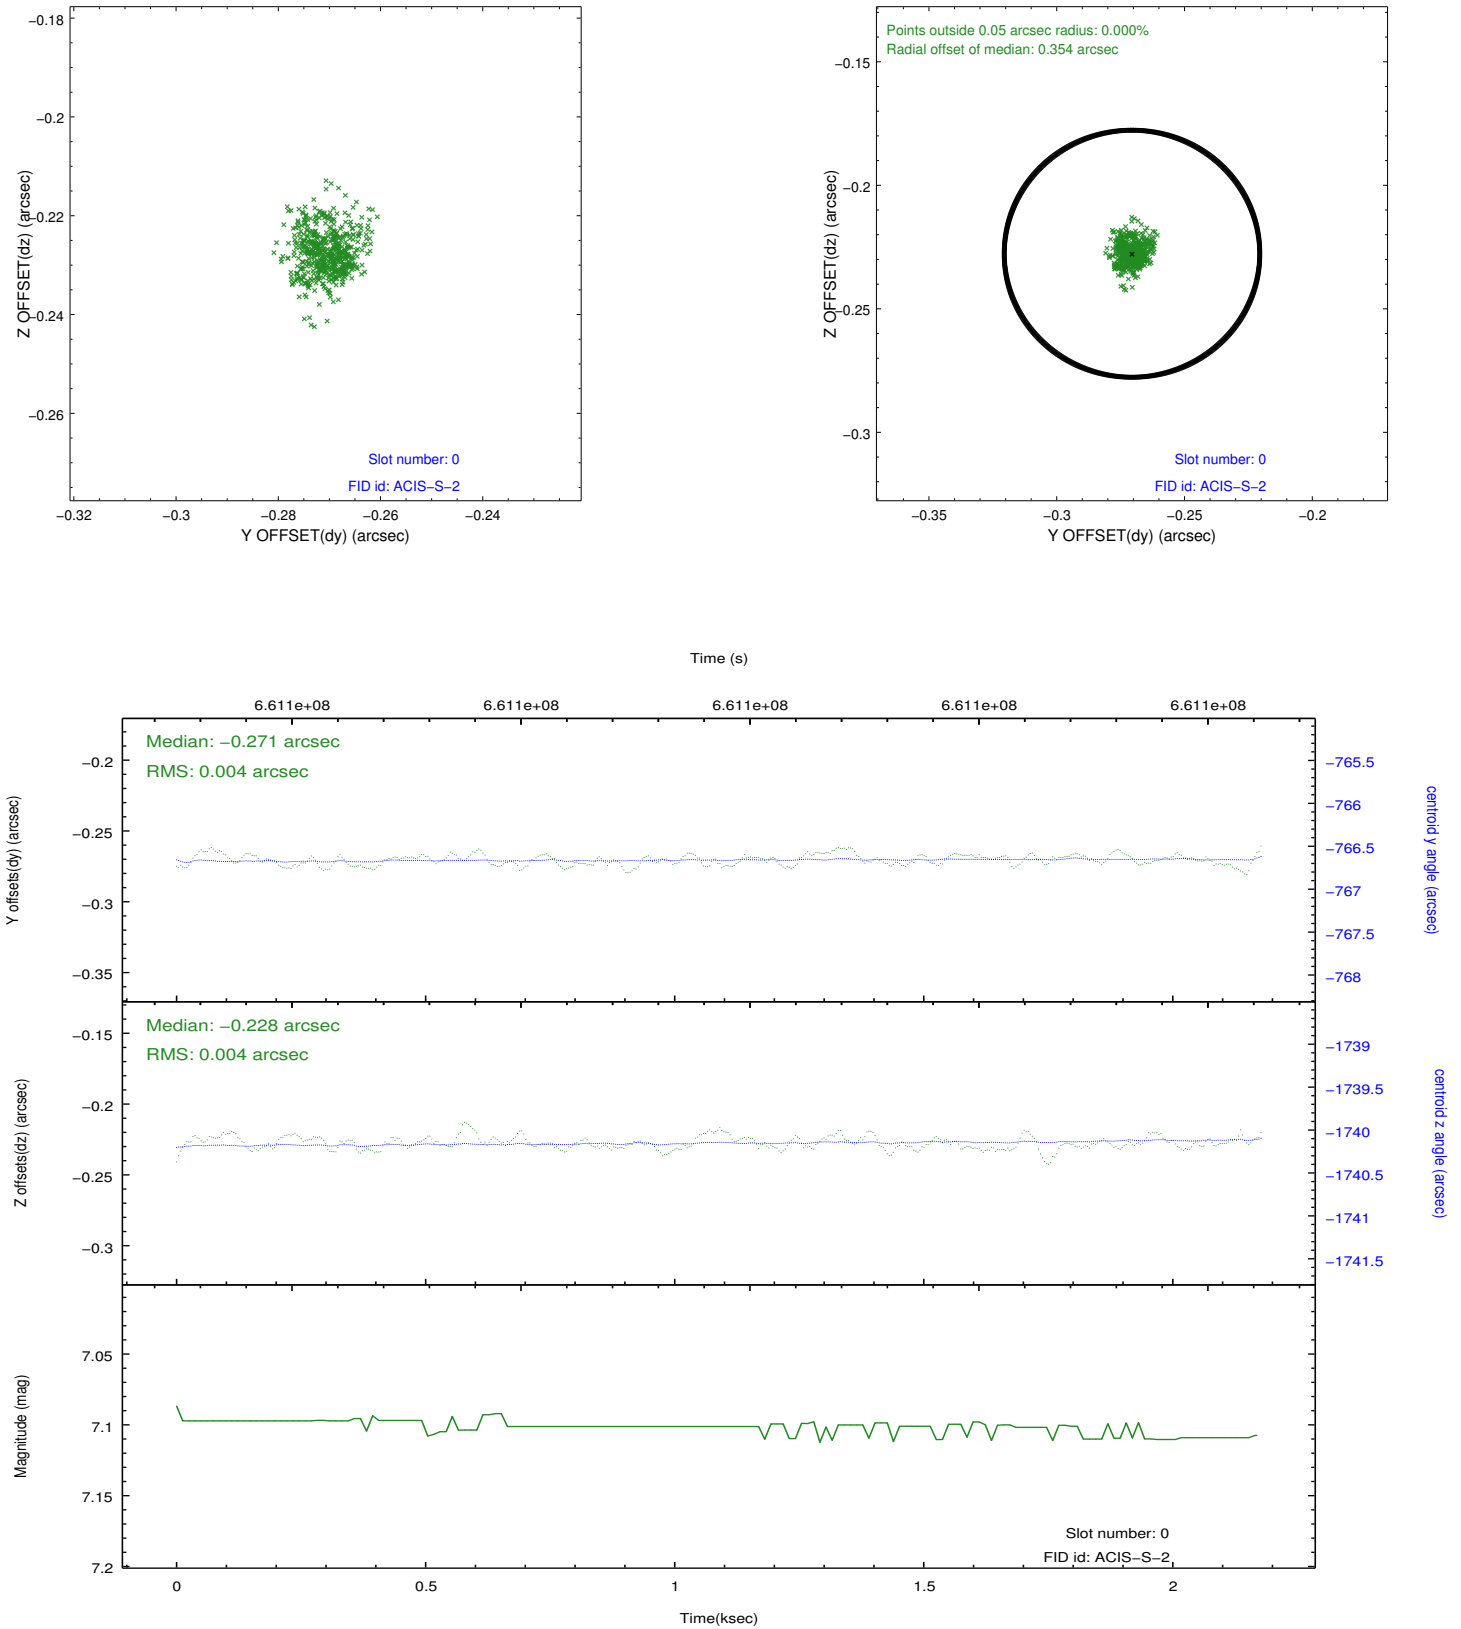 −0.18
−0.2
−0.22
−0.24
−0.26
Z OFFSET(dz) (arcsec)
Slot number: 0
FID id: ACIS−S−2
−0.32
−0.3
−0.28
−0.26
−0.24
Y OFFSET(dy) (arcsec)
Points outside 0.05 arcsec radius: 0.000%
Radial offset of median: 0.354 arcsec
−0.15
−0.2
−0.25
−0.3
Z OFFSET(dz) (arcsec)
Slot number: 0
FID id: ACIS−S−2
−0.35
−0.3
−0.25
−0.2
Y OFFSET(dy) (arcsec)
Time (s)
6.611e+08
6.611e+08
6.611e+08
6.611e+08
6.611e+08
Median: −0.271 arcsec
RMS: 0.004 arcsec
−0.2
−0.25
−0.3
−0.35
Y offsets(dy) (arcsec)
−765.5
−766
−766.5
−767
−767.5
−768
centroid y angle (arcsec)
Median: −0.228 arcsec
RMS: 0.004 arcsec
−0.15
−0.2
−0.25
−0.3
Z offsets(dz) (arcsec)
−1739
−1739.5
−1740
−1740.5
−1741
−1741.5
centroid z angle (arcsec)
7.05
7.1
7.15
7.2
Magnitude (mag)
Slot number: 0
FID id: ACIS−S−2
0
0.5
1
1.5
2
Time(ksec)